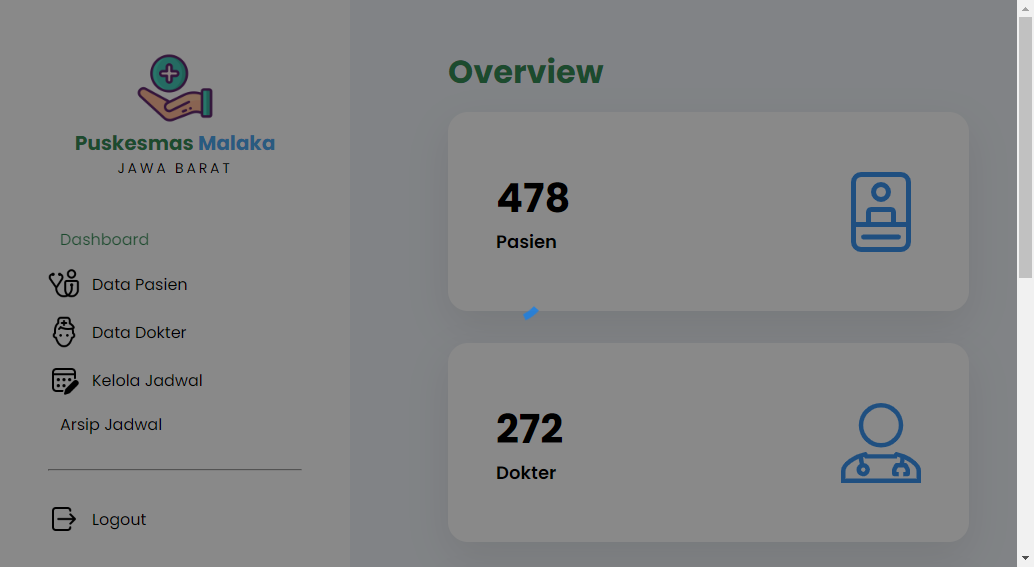 Puskesmas Malaka
JAWA BARAT
Dashboard
Data Pasien
Data Dokter
Kelola Jadwal
Arsip Jadwal
Logout
Overview
478
Pasien
272
Dokter